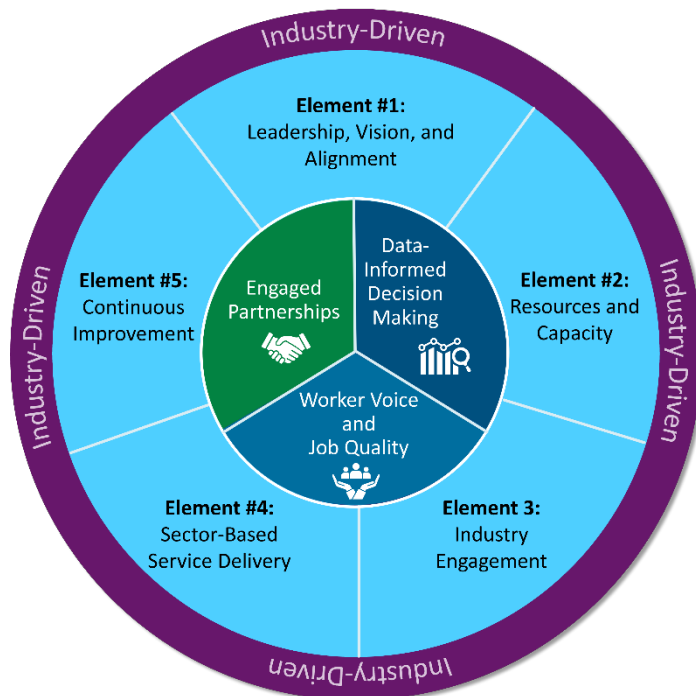 Industry-Driven
Element #1:
Leadership, Vision, and
Alignment
Industry-Driven
Element #5:
Continuous
Improvement
Engaged
Partnerships
Data-
Informed
Decision
Making
Element #2:
Resources and
Capacity
Industry-Driven
Worker Voice
and
Job Quality
Element #4:
Sector-Based
Service Delivery
Element 3:
Industry
Engagement
Industry-Driven